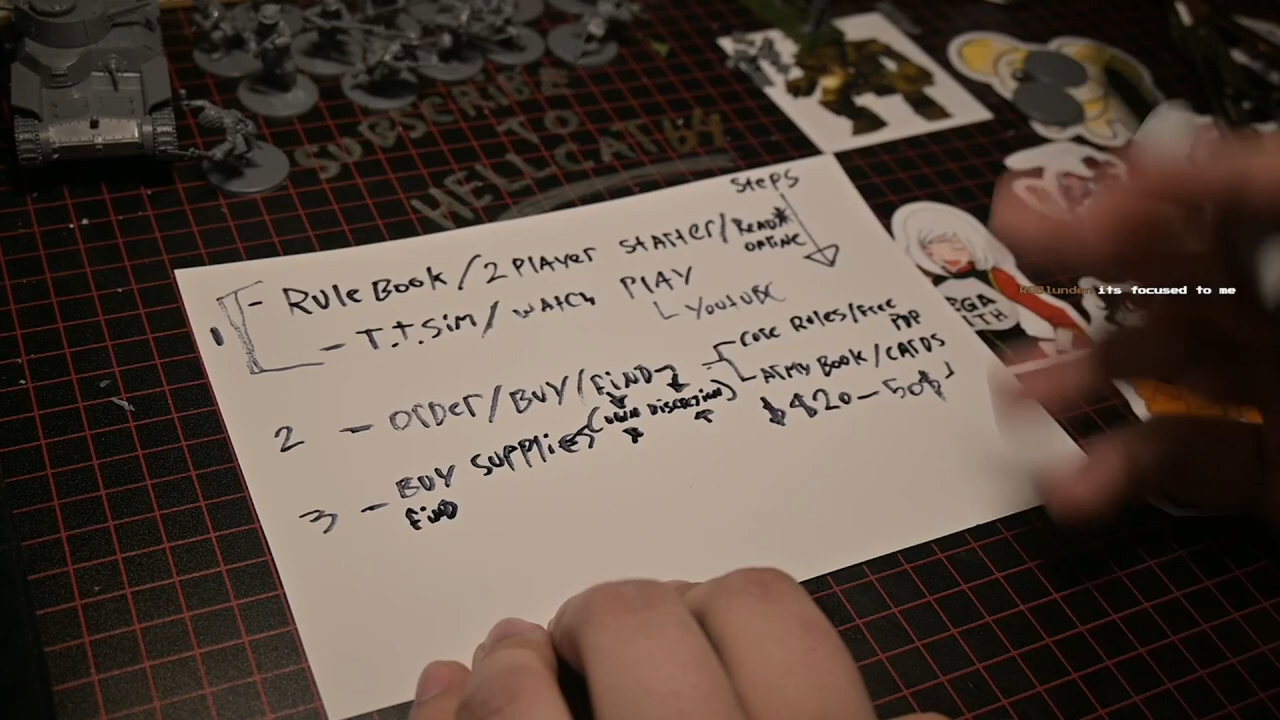 SUBSCRIBE
TO
HELLCAT 64
Steps
- Rule Book / 2 Player Starter / Read*
online
1
- T.T.Sim / watch Play
└ Youtube
2 - Order / Buy / find
(own Discretion)
Core Rules / Free
PDF
Army Book / Cards
$20-50$
3 - Buy Supplies
find
its focused to me